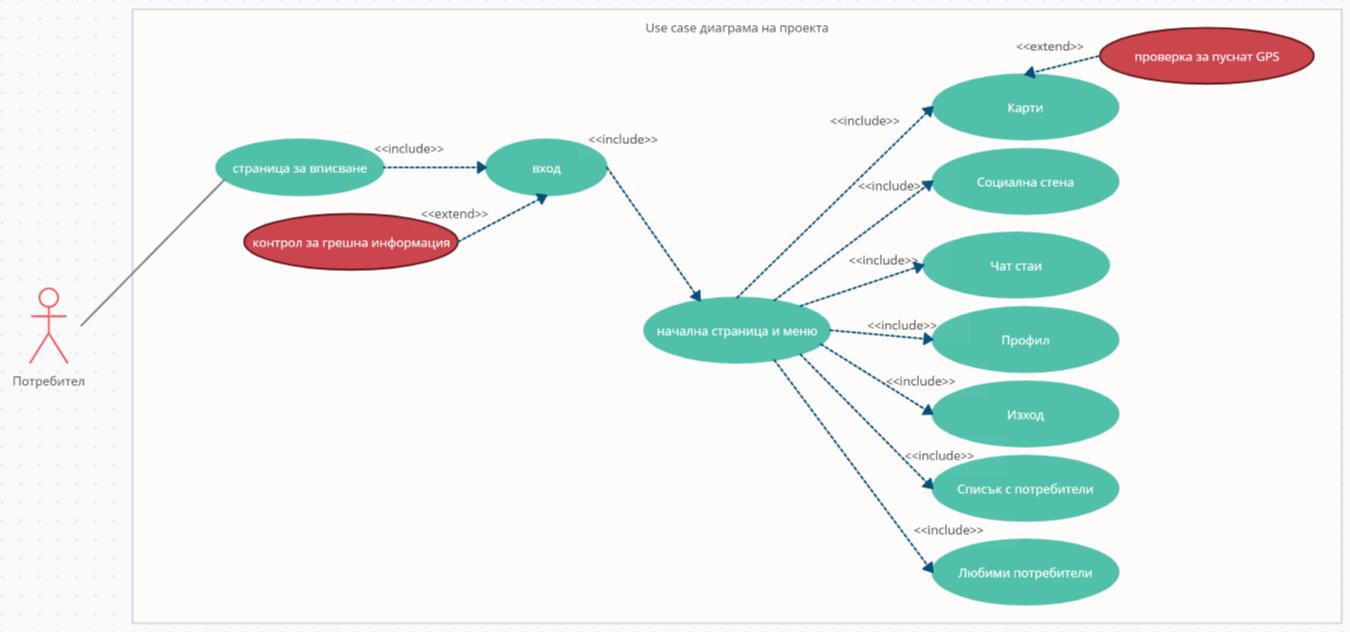 Use case диаграма на проекта
<<extend>>
проверка за пуснат GPS
Карти
<<include>>
<<include>>
<<include>>
страница за вписване
вход
<<include>>
Социална стена
<<extend>>
контрол за грешна информация
<<include>>
Чат стаи
<<include>>
начална страница и меню
Профил
Потребител
<<include>>
Изход
<<include>>
Списък с потребители
<<include>>
Любими потребители